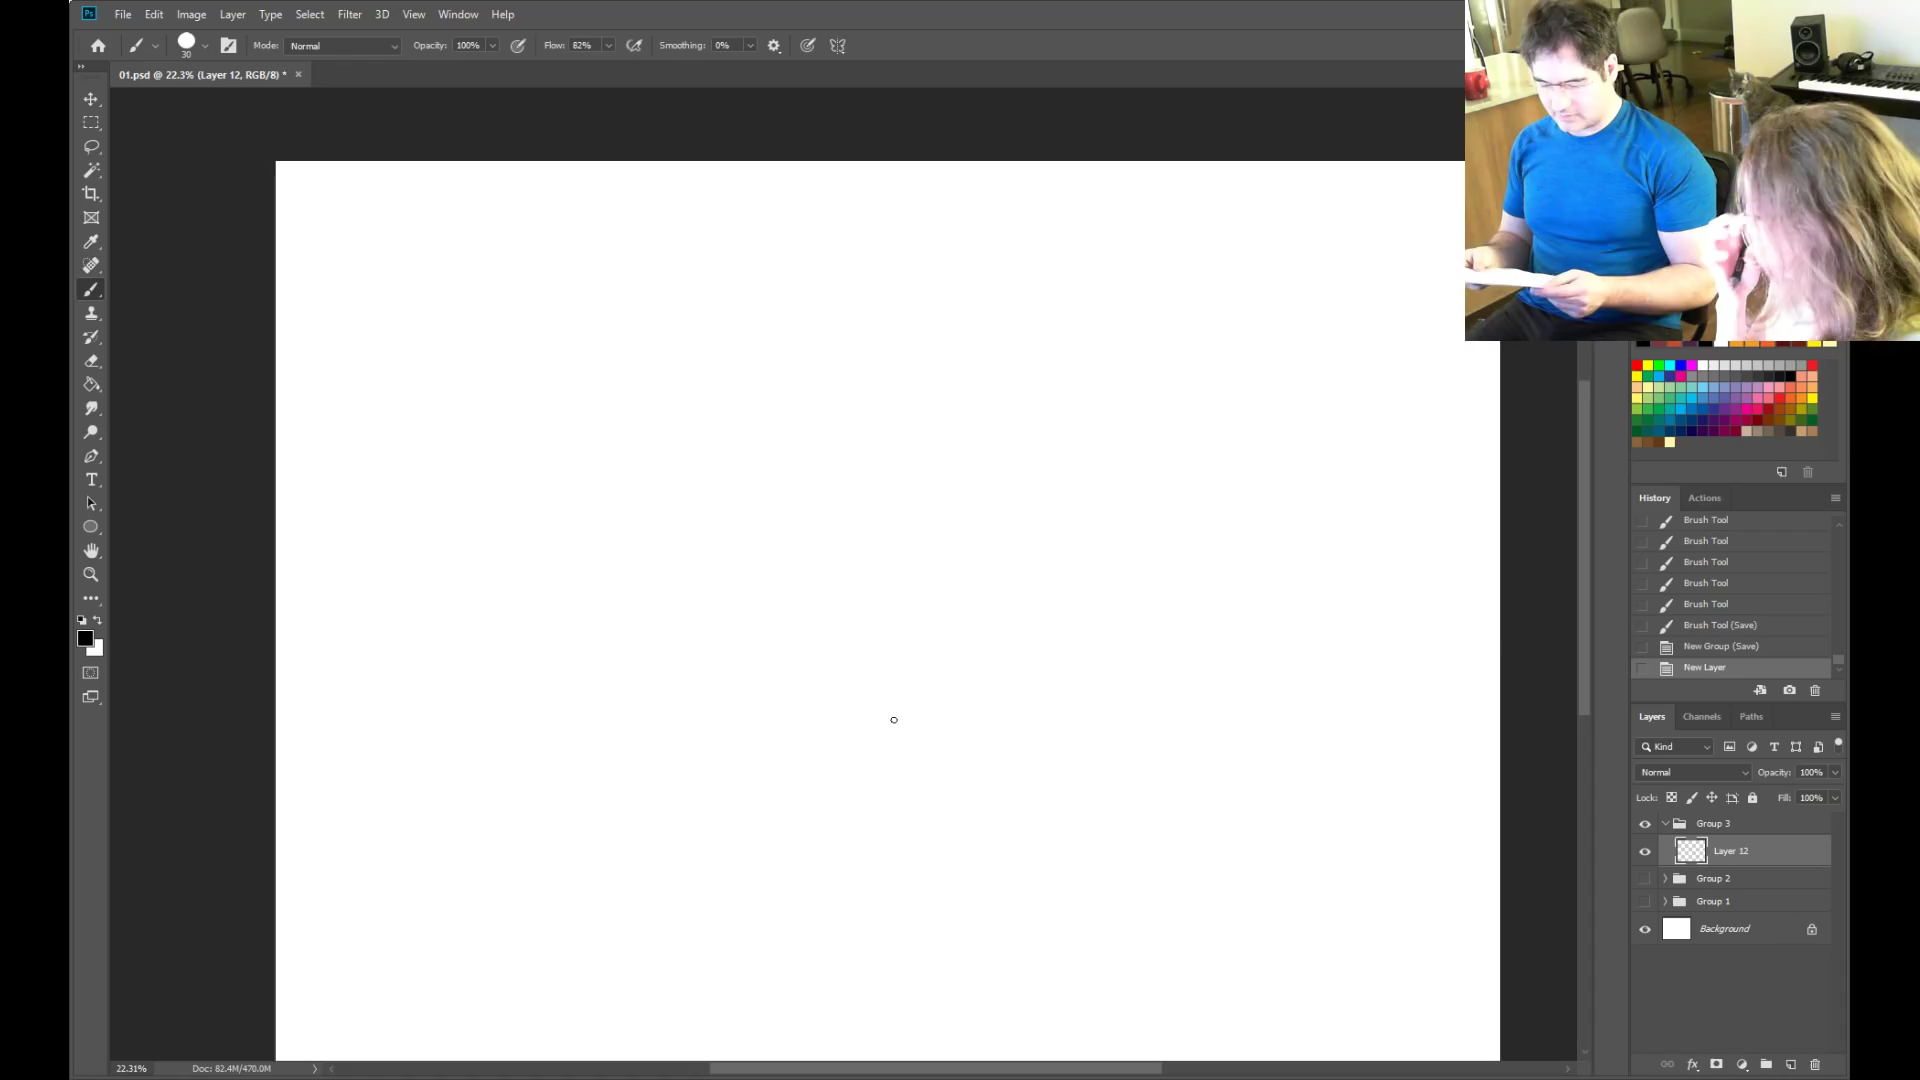 Ps File Edit Image Layer Type Select Filter 3D View Window Help
30 Mode: Normal Opacity: 100% Flow: 82% Smoothing: 0%
01.psd @ 22.3% (Layer 12, RGB/8) * ×
History Actions
Brush Tool
Brush Tool
Brush Tool
Brush Tool
Brush Tool
Brush Tool (Save)
New Group (Save)
New Layer
Layers Channels Paths
Kind
Normal Opacity: 100%
Lock: Fill: 100%
Group 3
Layer 12
Group 2
Group 1
Background
22.31% Doc: 82.4M/470.0M